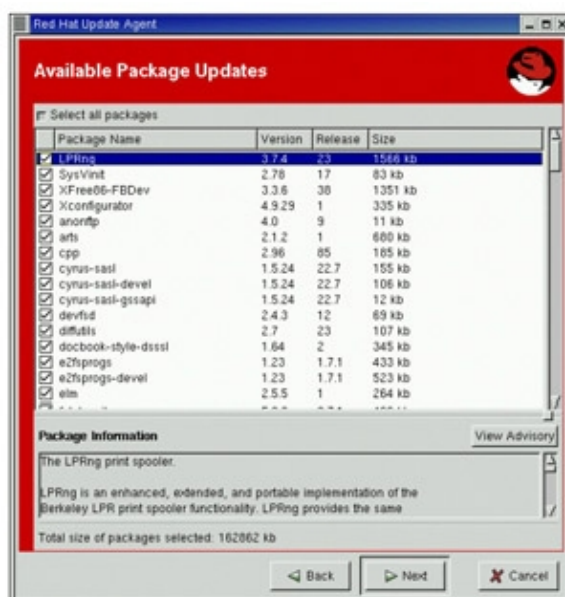 Red Hat Update Agent
Available Package Updates
Select all packages
Package Name Version Release Size
LPRng 3.7.4 23 1566 kb
SysVinit 2.78 17 83 kb
XFree86-FBDev 3.3.6 38 1351 kb
Xconfigurator 4.9.29 1 335 kb
anonftp 4.0 9 11 kb
arts 2.1.2 1 680 kb
cpp 2.96 85 185 kb
cyrus-sasl 1.5.24 22.7 155 kb
cyrus-sasl-devel 1.5.24 22.7 106 kb
cyrus-sasl-gssapi 1.5.24 22.7 12 kb
devfsd 2.4.3 12 69 kb
diffutils 2.7 23 107 kb
docbook-style-dsssl 1.64 2 345 kb
e2fsprogs 1.23 1.7.1 433 kb
e2fsprogs-devel 1.23 1.7.1 523 kb
elm 2.5.5 1 264 kb
Package Information View Advisory
The LPRng print spooler.
LPRng is an enhanced, extended, and portable implementation of the
Berkeley LPR print spooler functionality. LPRng provides the same
Total size of packages selected: 162862 kb
Back Next Cancel